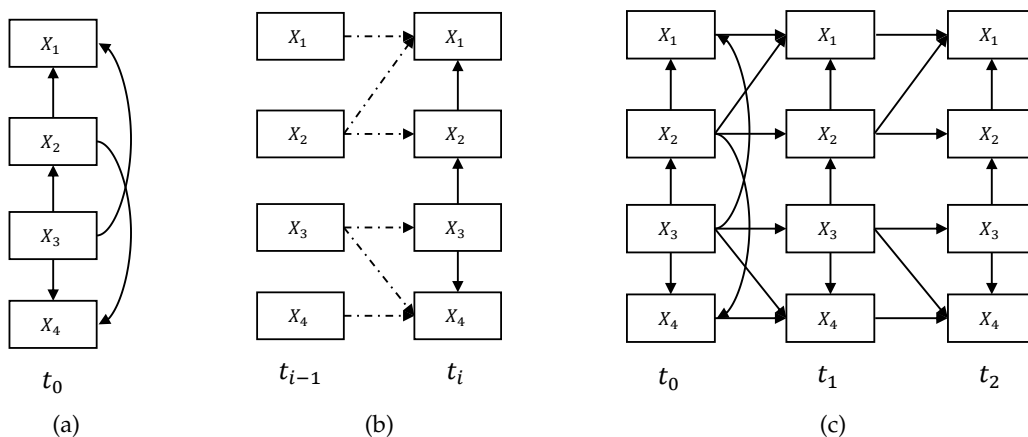 X₁ X₁ X₁ X₁ X₁ X₁
X₂ X₂ X₂ X₂ X₂ X₂
X₃ X₃ X₃ X₃ X₃ X₃
X₄ X₄ X₄ X₄ X₄ X₄
t₀ tᵢ₋₁ tᵢ t₀ t₁ t₂
(a) (b) (c)